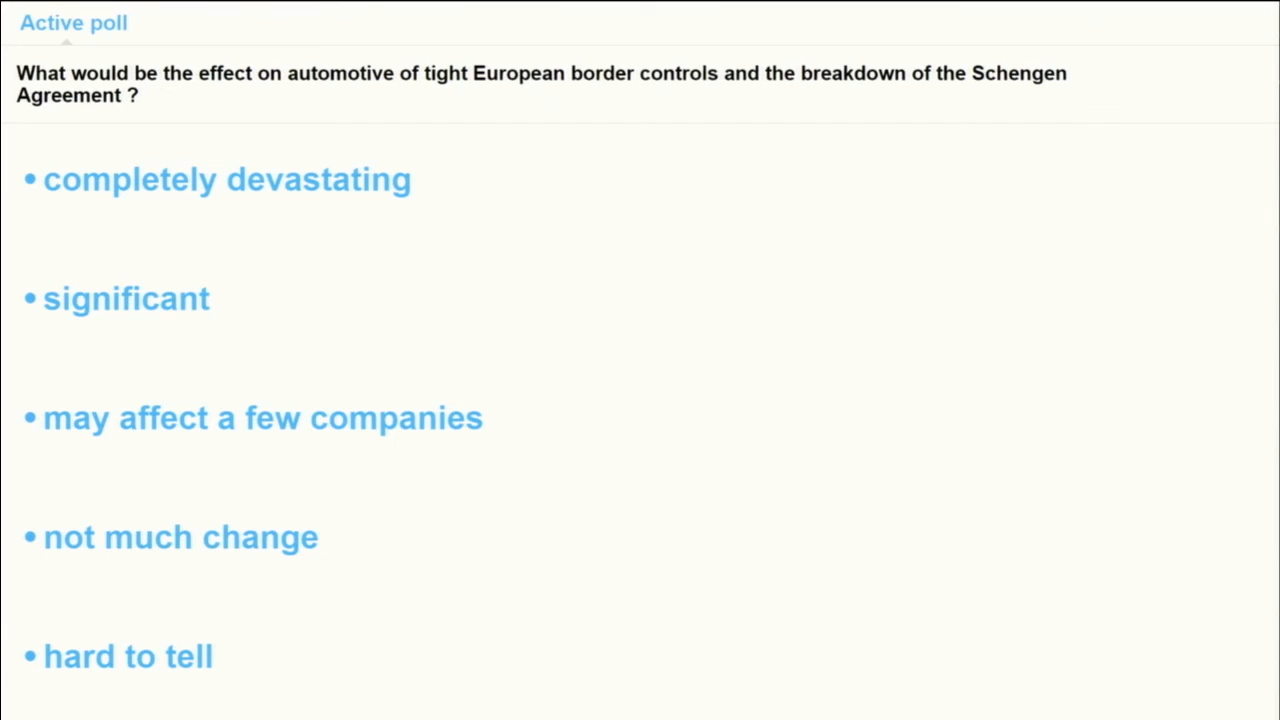 Active poll
What would be the effect on automotive of tight European border controls and the breakdown of the Schengen
Agreement ?
• completely devastating
• significant
• may affect a few companies
• not much change
• hard to tell